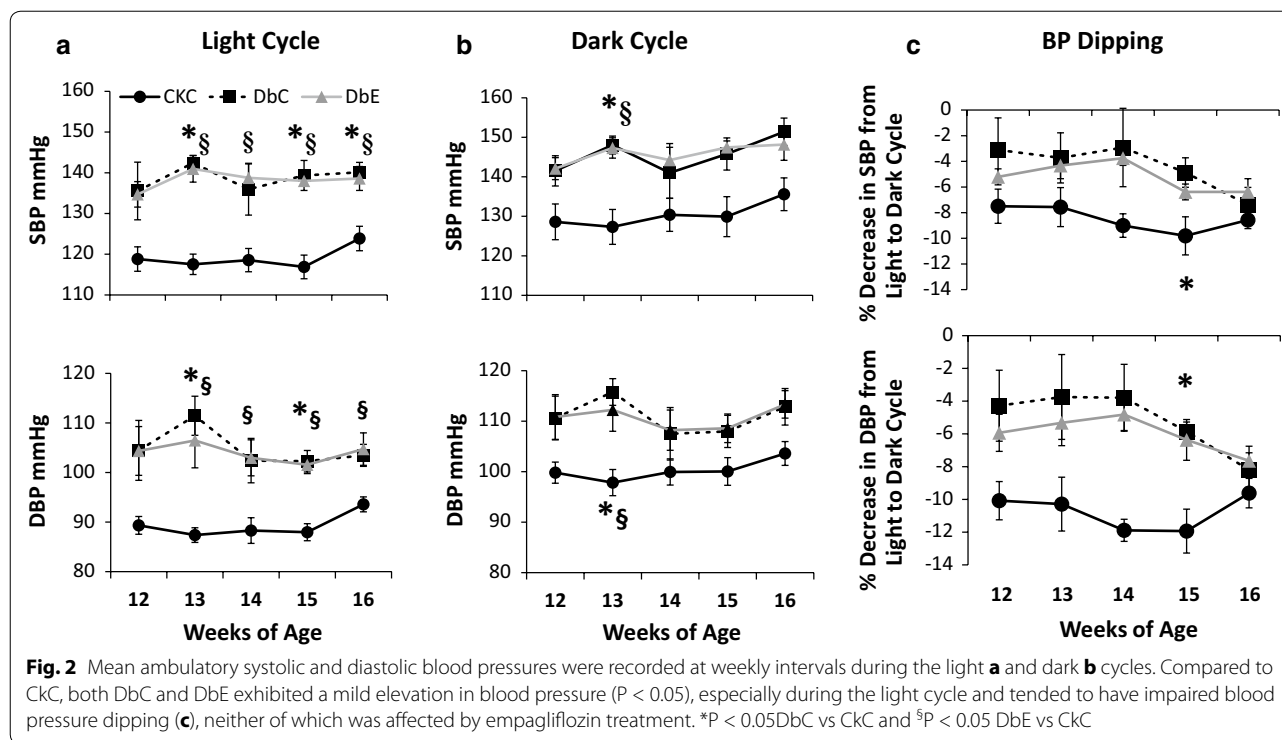 a Light Cycle
CKC DbC DbE
SBP mmHg
160
150
140
130
120
110
*§ § *§ *§
DBP mmHg
120
110
100
90
80
*§ § *§ §
12 13 14 15 16
Weeks of Age
b Dark Cycle
SBP mmHg
160
150
140
130
120
110
*§
DBP mmHg
120
110
100
90
80
*§
12 13 14 15 16
Weeks of Age
c BP Dipping
% Decrease in SBP from
Light to Dark Cycle
0
-2
-4
-6
-8
-10
-12
-14
*
% Decrease in DBP from
Light to Dark Cycle
0
-2
-4
-6
-8
-10
-12
-14
*
12 13 14 15 16
Weeks of Age
Fig. 2 Mean ambulatory systolic and diastolic blood pressures were recorded at weekly intervals during the light a and dark b cycles. Compared to
CkC, both DbC and DbE exhibited a mild elevation in blood pressure (P < 0.05), especially during the light cycle and tended to have impaired blood
pressure dipping (c), neither of which was affected by empagliflozin treatment. *P < 0.05DbC vs CkC and §P < 0.05 DbE vs CkC